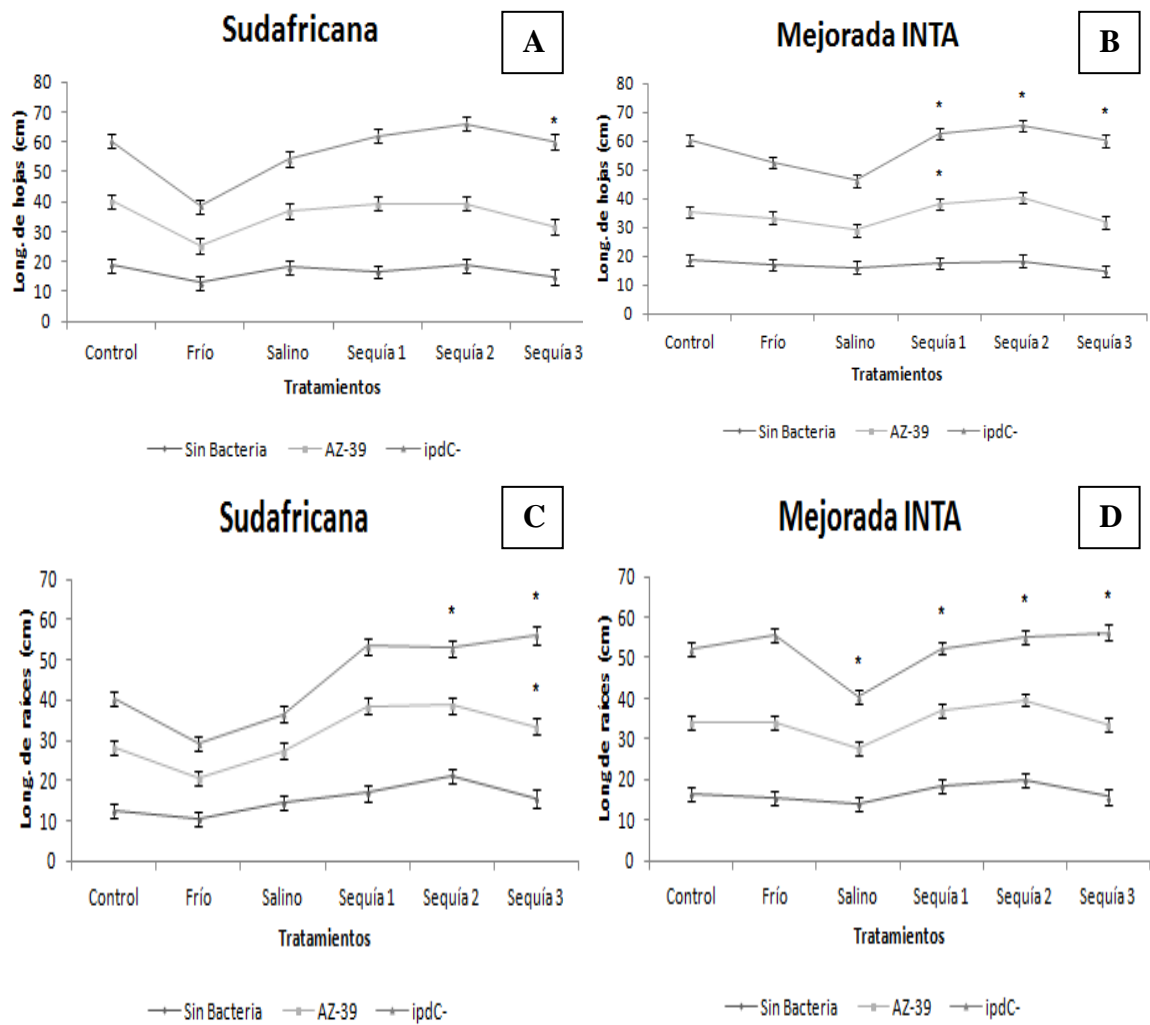 Sudafricana
A
Long. de hojas (cm)
80
70
60
50
40
30
20
10
0
*
Control Frío Salino Sequía 1 Sequía 2 Sequía 3
Tratamientos
Sin Bacteria AZ-39 ipdC-
Mejorada INTA
B
Long. de hojas (cm)
80
70
60
50
40
30
20
10
0
* * *
*
Control Frío Salino Sequía 1 Sequía 2 Sequía 3
Tratamientos
Sin Bacteria AZ-39 ipdC-
Sudafricana
C
Long. de raíces (cm)
70
60
50
40
30
20
10
0
* *
*
Control Frío Salino Sequía 1 Sequía 2 Sequía 3
Tratamientos
Sin Bacteria AZ-39 ipdC-
Mejorada INTA
D
Long. de raíces (cm)
70
60
50
40
30
20
10
0
* * * *
Control Frío Salino Sequía 1 Sequía 2 Sequía 3
Tratamientos
Sin Bacteria AZ-39 ipdC-